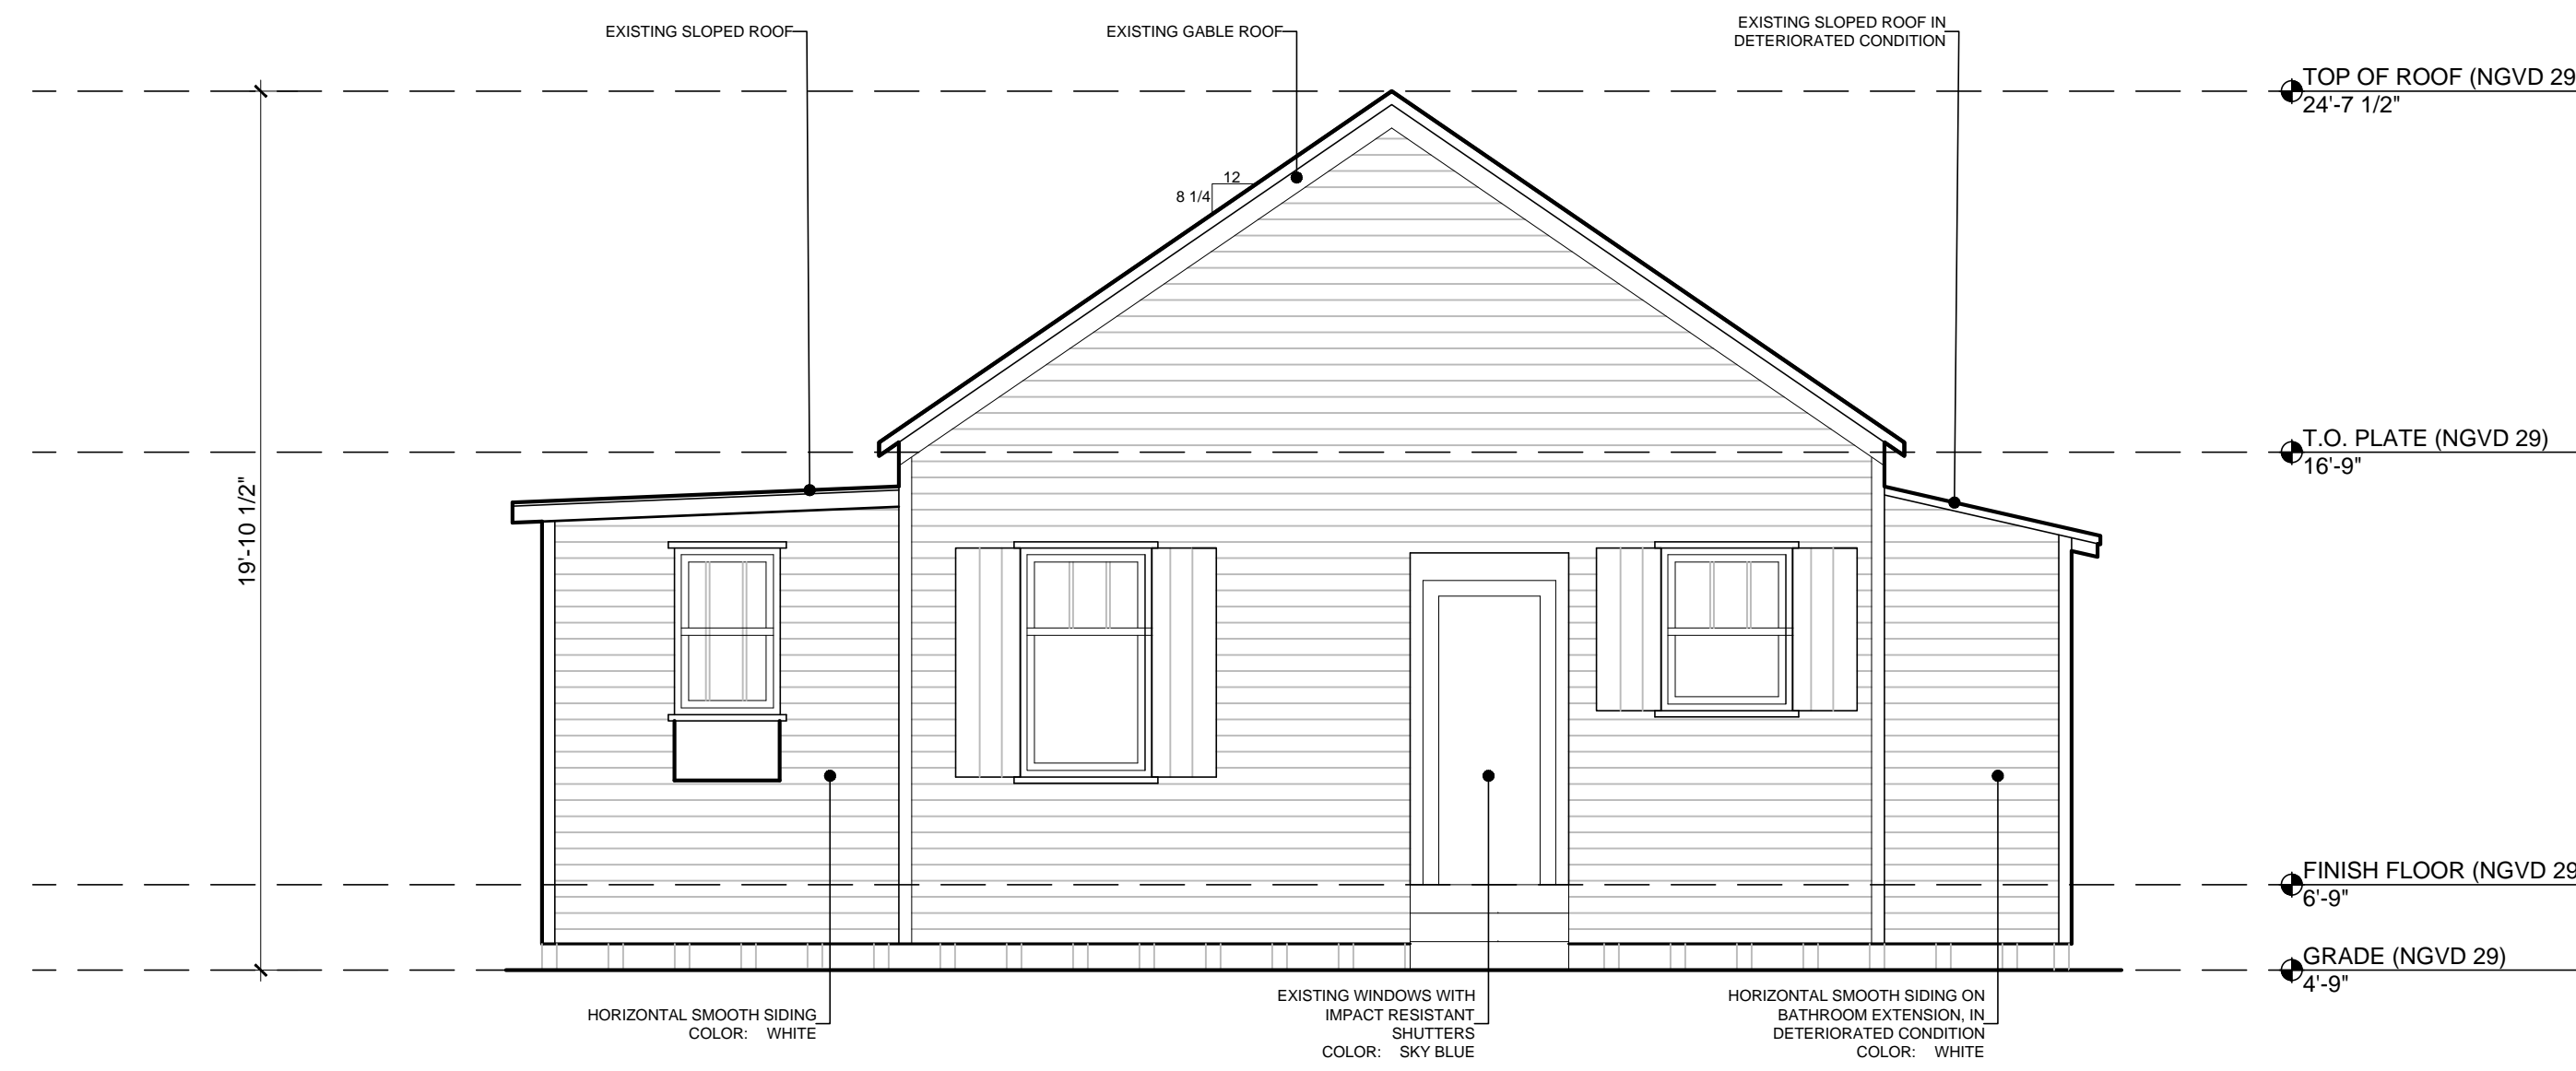 EXISTING SLOPED ROOF
EXISTING GABLE ROOF
EXISTING SLOPED ROOF IN
DETERIORATED CONDITION
TOP OF ROOF (NGVD 29
24'-7 1/2"
12
8 1/4
T.O. PLATE (NGVD 29)
16'-9"
19'-10 1/2"
FINISH FLOOR (NGVD 29
6'-9"
GRADE (NGVD 29)
4'-9"
HORIZONTAL SMOOTH SIDING
COLOR: WHITE
EXISTING WINDOWS WITH
IMPACT RESISTANT
SHUTTERS
COLOR: SKY BLUE
HORIZONTAL SMOOTH SIDING ON
BATHROOM EXTENSION, IN
DETERIORATED CONDITION
COLOR: WHITE